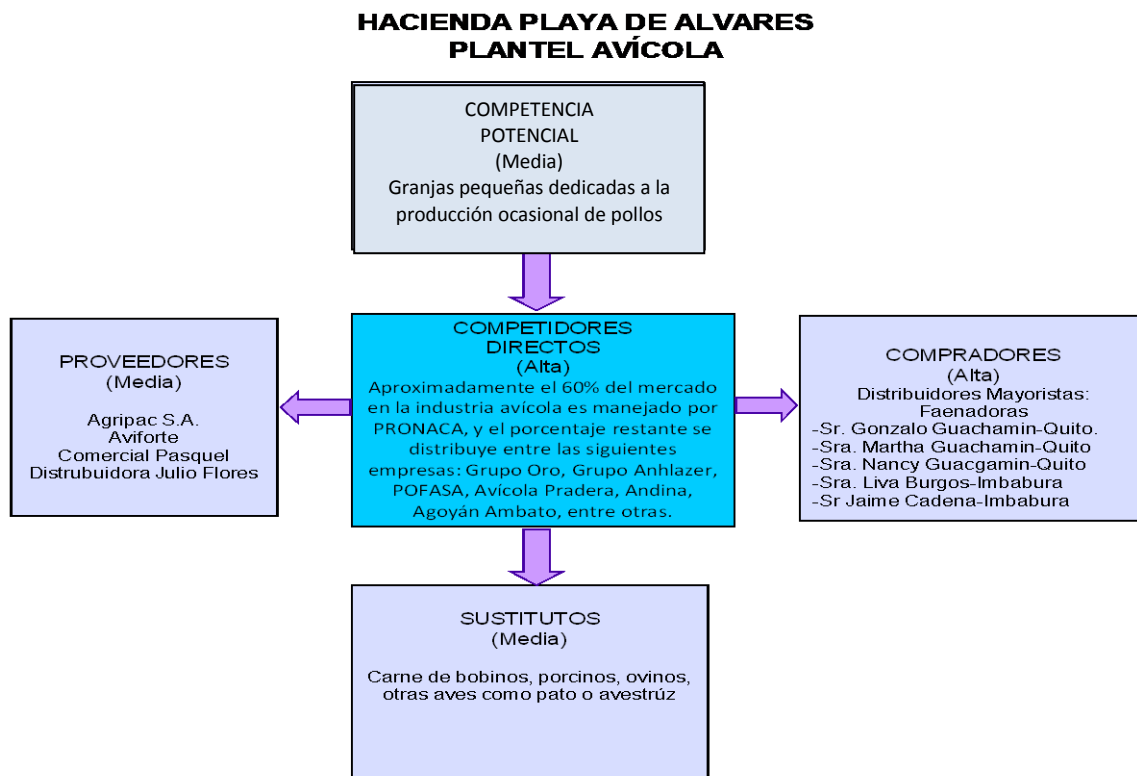 HACIENDA PLAYA DE ALVARES
PLANTEL AVÍCOLA
COMPETENCIA
POTENCIAL
(Media)
Granjas pequeñas dedicadas a la
producción ocasional de pollos
PROVEEDORES
(Media)
Agripac S.A.
Aviforte
Comercial Pasquel
Distrubuidora Julio Flores
COMPETIDORES
DIRECTOS
(Alta)
Aproximadamente el 60% del mercado
en la industria avícola es manejado por
PRONACA, y el porcentaje restante se
distribuye entre las siguientes
empresas: Grupo Oro, Grupo Anhlazer,
POFASA, Avícola Pradera, Andina,
Agoyán Ambato, entre otras.
COMPRADORES
(Alta)
Distribuidores Mayoristas:
Faenadoras
-Sr. Gonzalo Guachamin-Quito.
-Sra. Martha Guachamin-Quito
-Sra. Nancy Guacgamin-Quito
-Sra. Liva Burgos-Imbabura
-Sr Jaime Cadena-Imbabura
SUSTITUTOS
(Media)
Carne de bobinos, porcinos, ovinos,
otras aves como pato o avestrúz